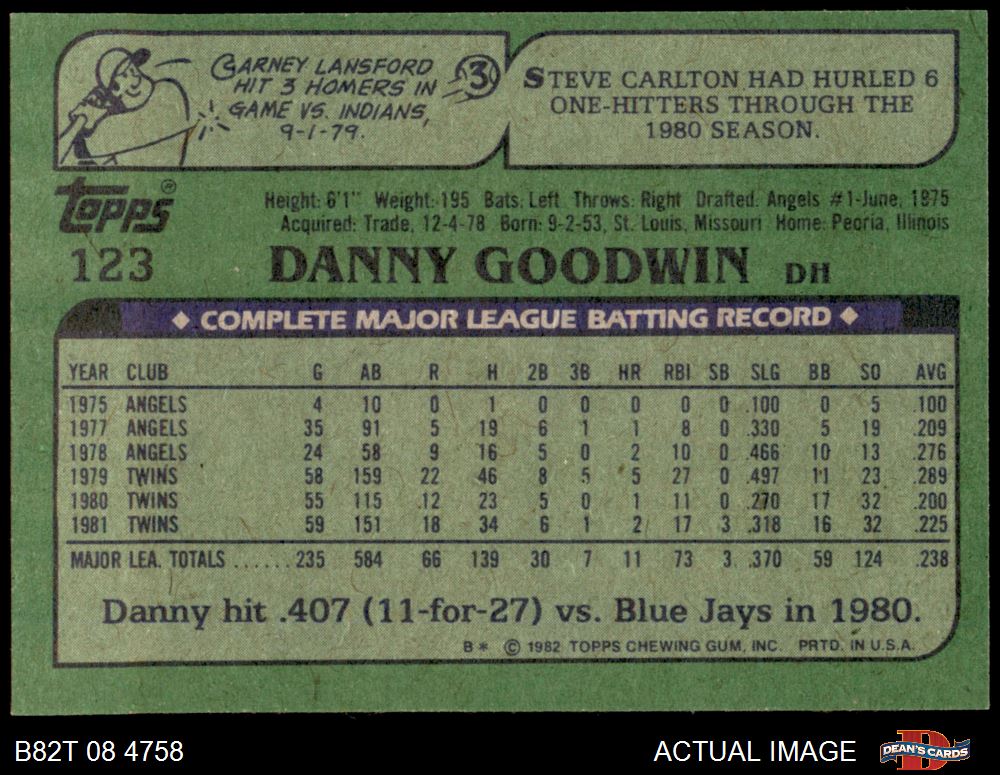 CARNEY LANSFORD
HIT 3 HOMERS IN
GAME VS. INDIANS,
9-1-79.
3
STEVE CARLTON HAD HURLED 6
ONE-HITTERS THROUGH THE
1980 SEASON.
topps®
Height: 6'1" Weight: 195 Bats: Left Throws: Right Drafted: Angels #1-June, 1975
Acquired: Trade, 12-4-78 Born: 9-2-53, St. Louis, Missouri Home: Peoria, Illinois
123 DANNY GOODWIN DH
◆ COMPLETE MAJOR LEAGUE BATTING RECORD ◆
YEAR CLUB G AB R H 2B 3B HR RBI SB SLG BB SO AVG
1975 ANGELS 4 10 0 1 0 0 0 0 0 .100 0 5 .100
1977 ANGELS 35 91 5 19 6 1 1 8 0 .330 5 19 .209
1978 ANGELS 24 58 9 16 5 0 2 10 0 .466 10 13 .276
1979 TWINS 58 159 22 46 8 5 5 27 0 .497 11 23 .289
1980 TWINS 55 115 12 23 5 0 1 11 0 .270 17 32 .200
1981 TWINS 59 151 18 34 6 1 2 17 3 .318 16 32 .225
MAJOR LEA. TOTALS ...... 235 584 66 139 30 7 11 73 3 .370 59 124 .238
Danny hit .407 (11-for-27) vs. Blue Jays in 1980.
B* © 1982 TOPPS CHEWING GUM, INC. PRTD. IN U.S.A.
B82T 08 4758 ACTUAL IMAGE DEAN'S CARDS